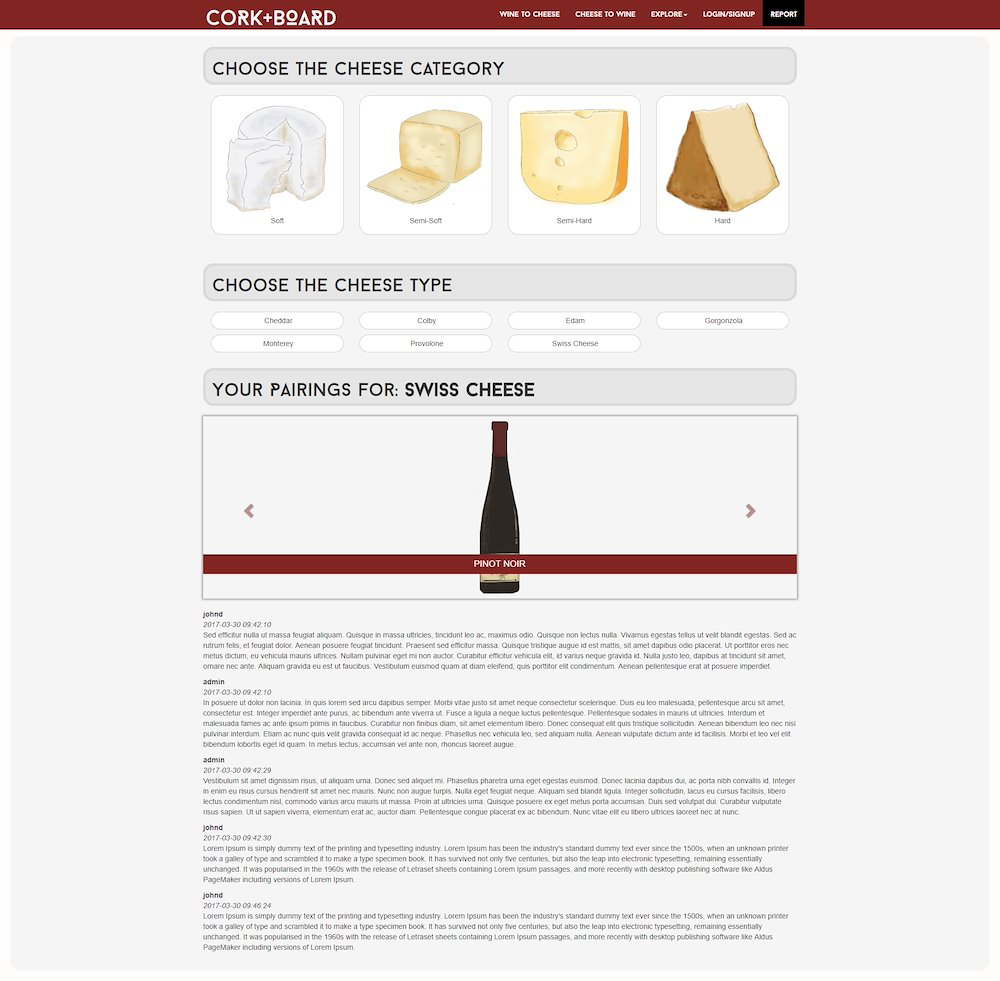 CORK+BOARD
WINE TO CHEESE CHEESE TO WINE EXPLORE LOGIN/SIGNUP REPORT
CHOOSE THE CHEESE CATEGORY
Soft Semi-Soft Semi-Hard Hard
CHOOSE THE CHEESE TYPE
Cheddar Colby Edam Gorgonzola
Monterey Provolone Swiss Cheese
YOUR PAIRINGS FOR: SWISS CHEESE
PINOT NOIR
johnd
2017-03-30 09:42:10
Sed efficitur nulla ut massa feugiat aliquam. Quisque in massa ultricies, tincidunt leo ac, maximus odio. Quisque non lectus nulla. Vivamus egestas tellus ut velit blandit egestas. Sed ac
rutrum felis, et feugiat dolor. Aenean posuere feugiat tincidunt. Praesent sed efficitur massa. Quisque tristique augue id est mattis, sit amet dapibus odio placerat. Ut porttitor eros nec
metus dictum, eu vehicula mauris ultrices. Nullam pulvinar eget mi non auctor. Curabitur efficitur vehicula elit, id varius neque gravida id. Nulla justo leo, dapibus at tincidunt sit amet,
ornare nec ante. Aliquam gravida eu est ut faucibus. Vestibulum euismod quam at diam eleifend, quis porttitor elit condimentum. Aenean pellentesque erat at posuere imperdiet.
admin
2017-03-30 09:42:10
In posuere ut dolor non lacinia. In quis lorem sed arcu dapibus semper. Morbi vitae justo sit amet neque consectetur scelerisque. Duis eu leo malesuada, pellentesque arcu sit amet,
consectetur est. Integer imperdiet ante purus, ac bibendum ante viverra ut. Fusce a ligula a neque luctus pellentesque. Pellentesque sodales in mauris ut ultricies. Interdum et
malesuada fames ac ante ipsum primis in faucibus. Curabitur non finibus diam, sit amet elementum libero. Donec consequat elit quis tristique sollicitudin. Aenean bibendum leo nec nisi
pulvinar interdum. Etiam ac nunc quis velit gravida consequat id ac neque. Phasellus nec vehicula leo, sed aliquam nulla. Aenean vulputate dictum ante id facilisis. Morbi et leo vel elit
bibendum lobortis eget id quam. In metus lectus, accumsan vel ante non, rhoncus laoreet augue.
admin
2017-03-30 09:42:29
Vestibulum sit amet dignissim risus, ut aliquam urna. Donec sed aliquet mi. Phasellus pharetra urna eget egestas euismod. Donec lacinia dapibus dui, ac porta nibh convallis id. Integer
in enim eu risus cursus hendrerit sit amet nec mauris. Nunc non augue turpis. Nulla eget feugiat neque. Aliquam sed blandit ligula. Integer sollicitudin, lacus eu cursus facilisis, libero
lectus condimentum nisl, commodo varius arcu mauris ut massa. Proin at ultricies urna. Quisque posuere ex eget metus porta accumsan. Duis sed volutpat dui. Curabitur vulputate
risus sapien. Ut ut sapien viverra, elementum erat ac, auctor diam. Pellentesque congue placerat ex ac bibendum. Nunc vitae elit eu libero ultrices laoreet nec at nunc.
johnd
2017-03-30 09:42:30
Lorem Ipsum is simply dummy text of the printing and typesetting industry. Lorem Ipsum has been the industry's standard dummy text ever since the 1500s, when an unknown printer
took a galley of type and scrambled it to make a type specimen book. It has survived not only five centuries, but also the leap into electronic typesetting, remaining essentially
unchanged. It was popularised in the 1960s with the release of Letraset sheets containing Lorem Ipsum passages, and more recently with desktop publishing software like Aldus
PageMaker including versions of Lorem Ipsum.
johnd
2017-03-30 09:46:24
Lorem Ipsum is simply dummy text of the printing and typesetting industry. Lorem Ipsum has been the industry's standard dummy text ever since the 1500s, when an unknown printer
took a galley of type and scrambled it to make a type specimen book. It has survived not only five centuries, but also the leap into electronic typesetting, remaining essentially
unchanged. It was popularised in the 1960s with the release of Letraset sheets containing Lorem Ipsum passages, and more recently with desktop publishing software like Aldus
PageMaker including versions of Lorem Ipsum.